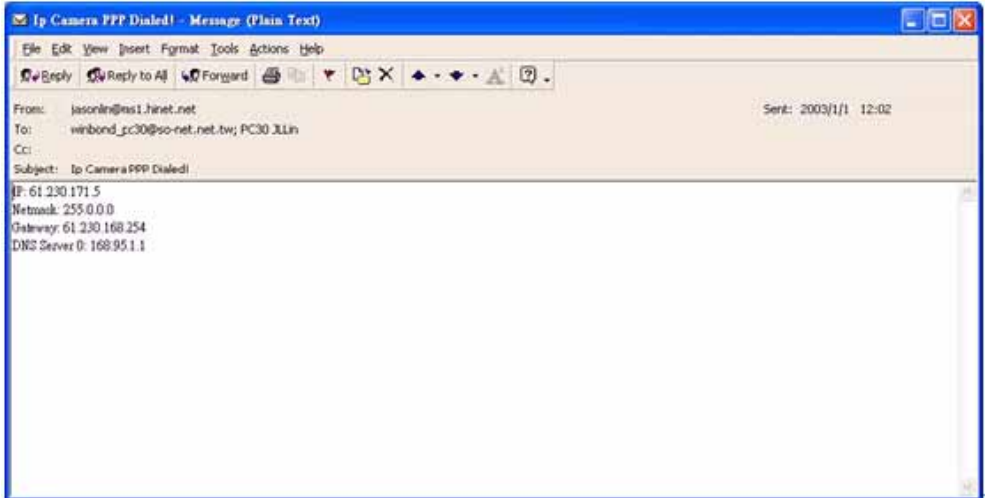 Ip Camera PPP Dialed! - Message (Plain Text)
File Edit View Insert Format Tools Actions Help
Reply Reply to All Forward
From: jasonlin@ms1.hinet.net Sent: 2003/1/1 12:02
To: winbond_pc30@so-net.net.tw; PC30 JLLin
Cc:
Subject: Ip Camera PPP Dialed!
IP: 61.230.171.5
Netmask: 255.0.0.0
Gateway: 61.230.168.254
DNS Server 0: 168.95.1.1